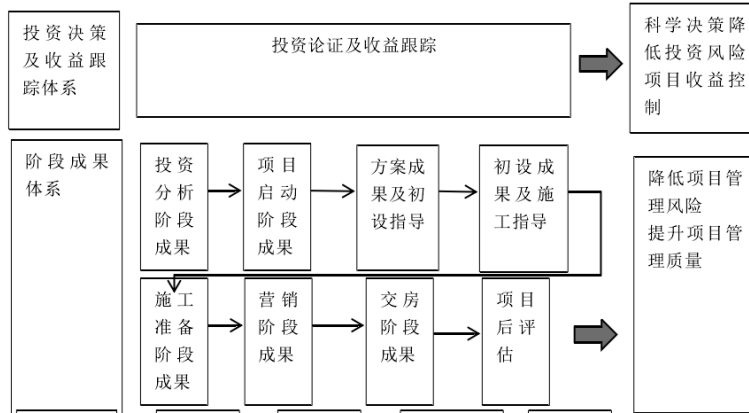 投资决策
及收益跟
踪体系
投资论证及收益跟踪
科学决策降
低投资风险
项目收益控
制
阶段成果
体系
投资
分析
阶段
成果
项目
启动
阶段
成果
方案成
果及初
设指导
初设成
果及施
工指导
降低项目管
理风险
提升项目管
理质量
施工
准备
阶段
成果
营销
阶段
成果
交房
阶段
成果
项目
后评
估